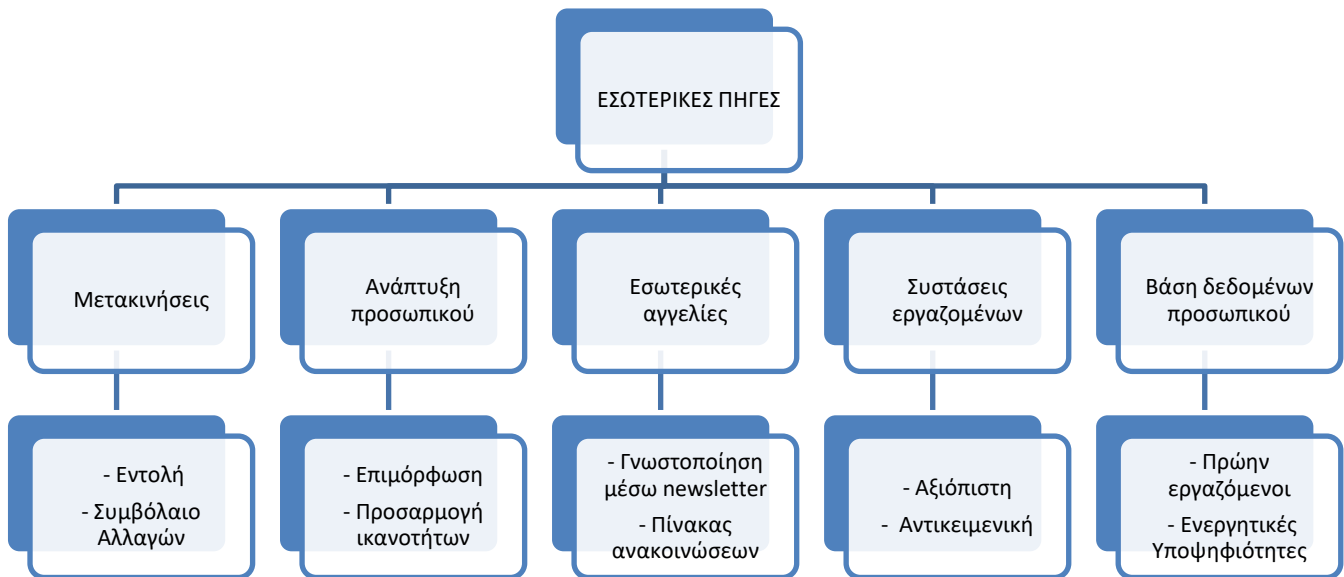 ΕΣΩΤΕΡΙΚΕΣ ΠΗΓΕΣ
Μετακινήσεις
Ανάπτυξη
προσωπικού
Εσωτερικές
αγγελίες
Συστάσεις
εργαζομένων
Βάση δεδομένων
προσωπικού
- Εντολή
- Συμβόλαιο
Αλλαγών
- Επιμόρφωση
- Προσαρμογή
ικανοτήτων
- Γνωστοποίηση
μέσω newsletter
- Πίνακας
ανακοινώσεων
- Αξιόπιστη
- Αντικειμενική
- Πρώην
εργαζόμενοι
- Ενεργητικές
Υποψηφιότητες